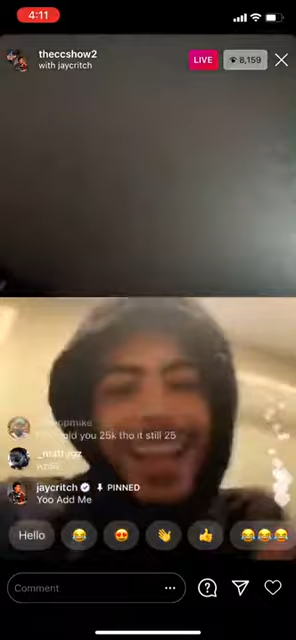 4:11
theccshow2
with jaycritch
LIVE
8,159
old you 25k tho it still 25
jaycritch
PINNED
Yoo Add Me
Hello
Comment